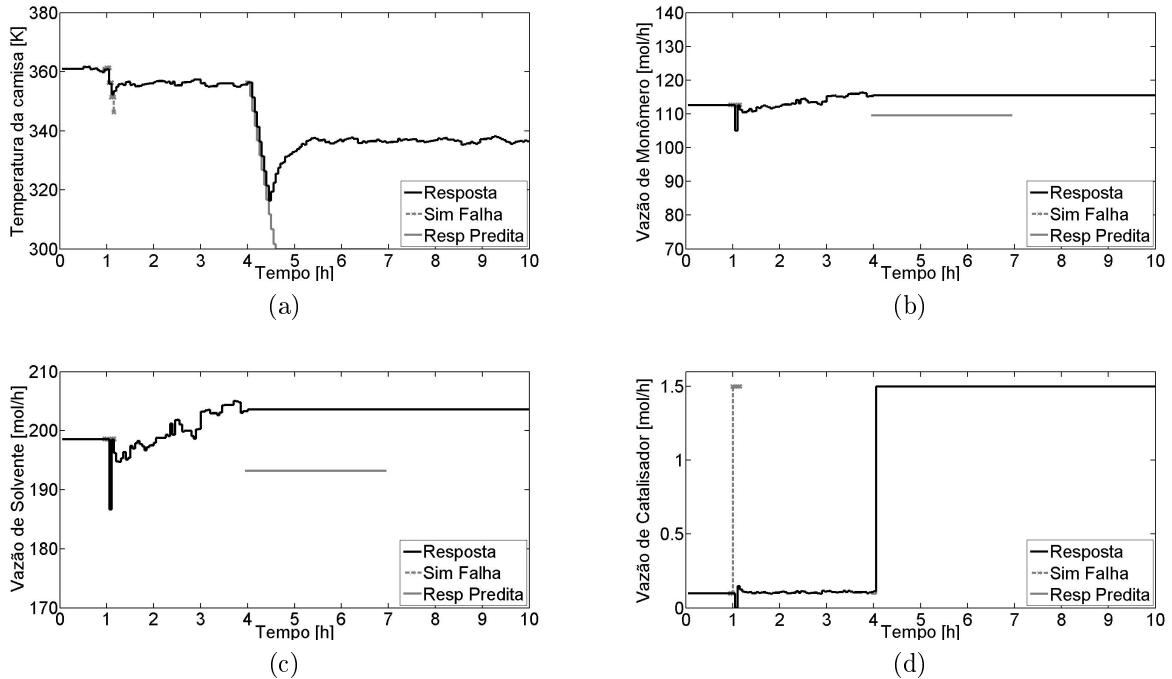 380
360
340
320
300
Temperatura da camisa [K]
Resposta
Sim Falha
Resp Predita
0 1 2 3 4 5 6 7 8 9 10
Tempo [h]
(a)
140
130
120
110
100
90
80
70
Vazão de Monômero [mol/h]
Resposta
Sim Falha
Resp Predita
0 1 2 3 4 5 6 7 8 9 10
Tempo [h]
(b)
210
200
190
180
170
Vazão de Solvente [mol/h]
Resposta
Sim Falha
Resp Predita
0 1 2 3 4 5 6 7 8 9 10
Tempo [h]
(c)
1.5
1
0.5
0
Vazão de Catalisador [mol/h]
Resposta
Sim Falha
Resp Predita
0 1 2 3 4 5 6 7 8 9 10
Tempo [h]
(d)